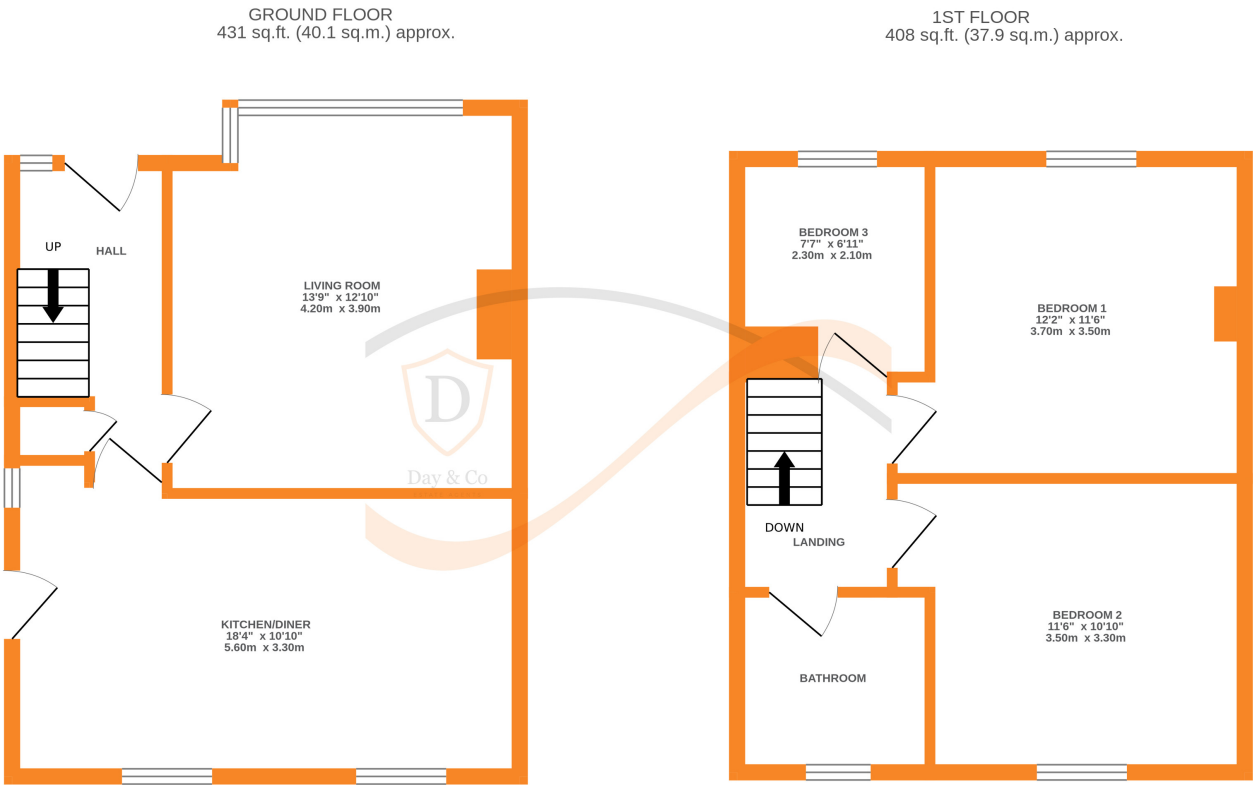 GROUND FLOOR
431 sq.ft. (40.1 sq.m.) approx.
1ST FLOOR
408 sq.ft. (37.9 sq.m.) approx.
UP
HALL
LIVING ROOM
13'9" x 12'10"
4.20m x 3.90m
D
Day & Co
KITCHEN/DINER
18'4" x 10'10"
5.60m x 3.30m
BEDROOM 3
7'7" x 6'11"
2.30m x 2.10m
BEDROOM 1
12'2" x 11'6"
3.70m x 3.50m
DOWN
LANDING
BEDROOM 2
11'6" x 10'10"
3.50m x 3.30m
BATHROOM